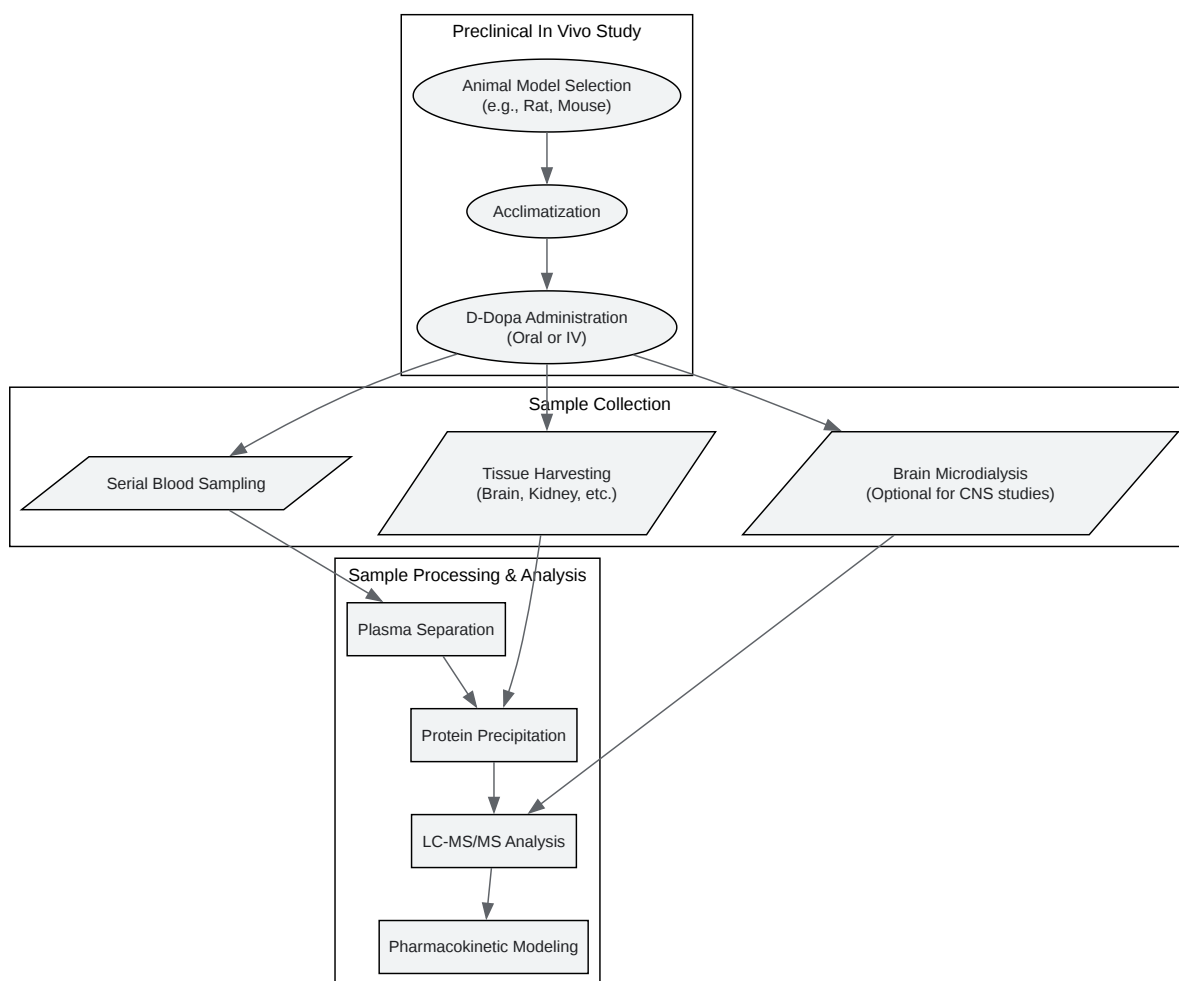 Preclinical In Vivo Study
Animal Model Selection
(e.g., Rat, Mouse)
Acclimatization
D-Dopa Administration
(Oral or IV)
Sample Collection
Serial Blood Sampling
Tissue Harvesting
(Brain, Kidney, etc.)
Brain Microdialysis
(Optional for CNS studies)
Sample Processing & Analysis
Plasma Separation
Protein Precipitation
LC-MS/MS Analysis
Pharmacokinetic Modeling